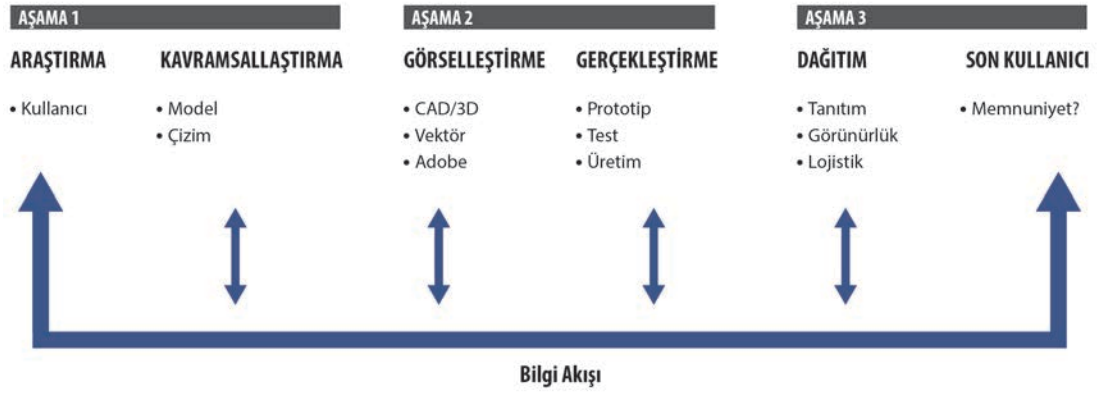 AŞAMA 1
ARAŞTIRMA
• Kullanıcı
KAVRAMSALLAŞTIRMA
• Model
• Çizim
AŞAMA 2
GÖRSELLEŞTİRME
• CAD/3D
• Vektör
• Adobe
GERÇEKLEŞTİRME
• Prototip
• Test
• Üretim
AŞAMA 3
DAĞITIM
• Tanıtım
• Görünürlük
• Lojistik
SON KULLANICI
• Memnuniyet?
Bilgi Akışı